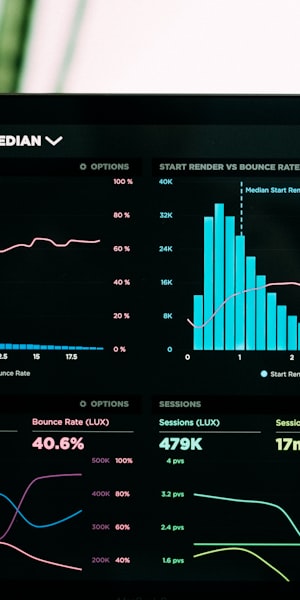 EDIAN
OPTIONS
START RENDER VS BOUNCE RATE
100 %
80 %
60 %
40 %
20 %
0 %
2.5 15 17.5
unce Rate
40K
32K
24K
16K
8K
0
Median Start Ren
0 1 2
Start Render (LUX)
OPTIONS
Bounce Rate (LUX)
40.6%
500K 100%
400K 80%
300K 60%
200K 40%
SESSIONS
Sessions (LUX)
479K
4 pvs
3.2 pvs
2.4 pvs
1.6 pvs
Sessio
17m